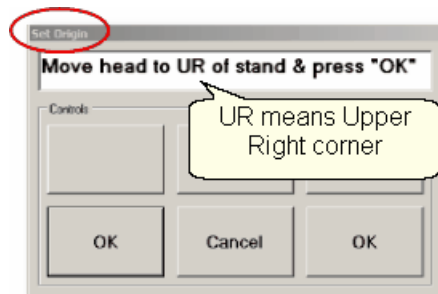 Set Origin
Move head to UR of stand & press "OK"
Controls
UR means Upper
Right corner
OK
Cancel
OK